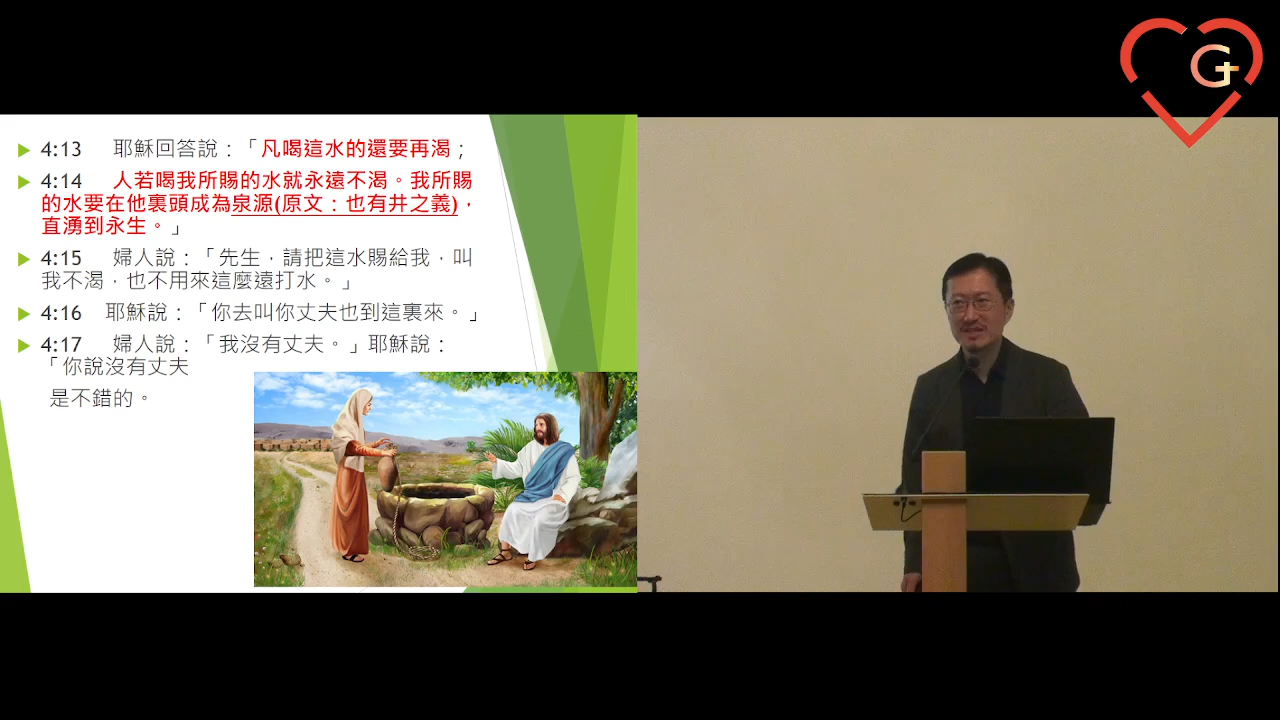 4:13 耶穌回答說：「凡喝這水的還要再渴；
4:14 人若喝我所賜的水就永遠不渴。我所賜
的水要在他裏頭成為泉源(原文：也有井之義)，
直湧到永生。」
4:15 婦人說：「先生，請把這水賜給我，叫
我不渴，也不用來這麼遠打水。」
4:16 耶穌說：「你去叫你丈夫也到這裏來。」
4:17 婦人說：「我沒有丈夫。」耶穌說：
「你說沒有丈夫
是不錯的。
G